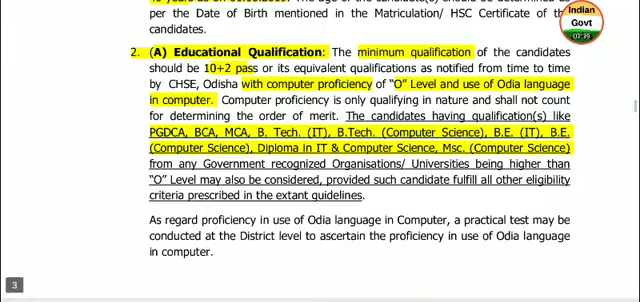 per the Date of Birth mentioned in the Matriculation/ HSC Certificate of the
candidates.
Indian
Govt
07:39
2. (A) Educational Qualification: The minimum qualification of the candidates
should be 10+2 pass or its equivalent qualifications as notified from time to time
by CHSE, Odisha with computer proficiency of "O" Level and use of Odia language
in computer. Computer proficiency is only qualifying in nature and shall not count
for determining the order of merit. The candidates having qualification(s) like
PGDCA, BCA, MCA, B. Tech. (IT), B.Tech. (Computer Science), B.E. (IT), B.E.
(Computer Science), Diploma in IT & Computer Science, Msc. (Computer Science)
from any Government recognized Organisations/ Universities being higher than
"O" Level may also be considered, provided such candidate fulfill all other eligibility
criteria prescribed in the extant guidelines.
As regard proficiency in use of Odia language in Computer, a practical test may be
conducted at the District level to ascertain the proficiency in use of Odia language
in computer.
3